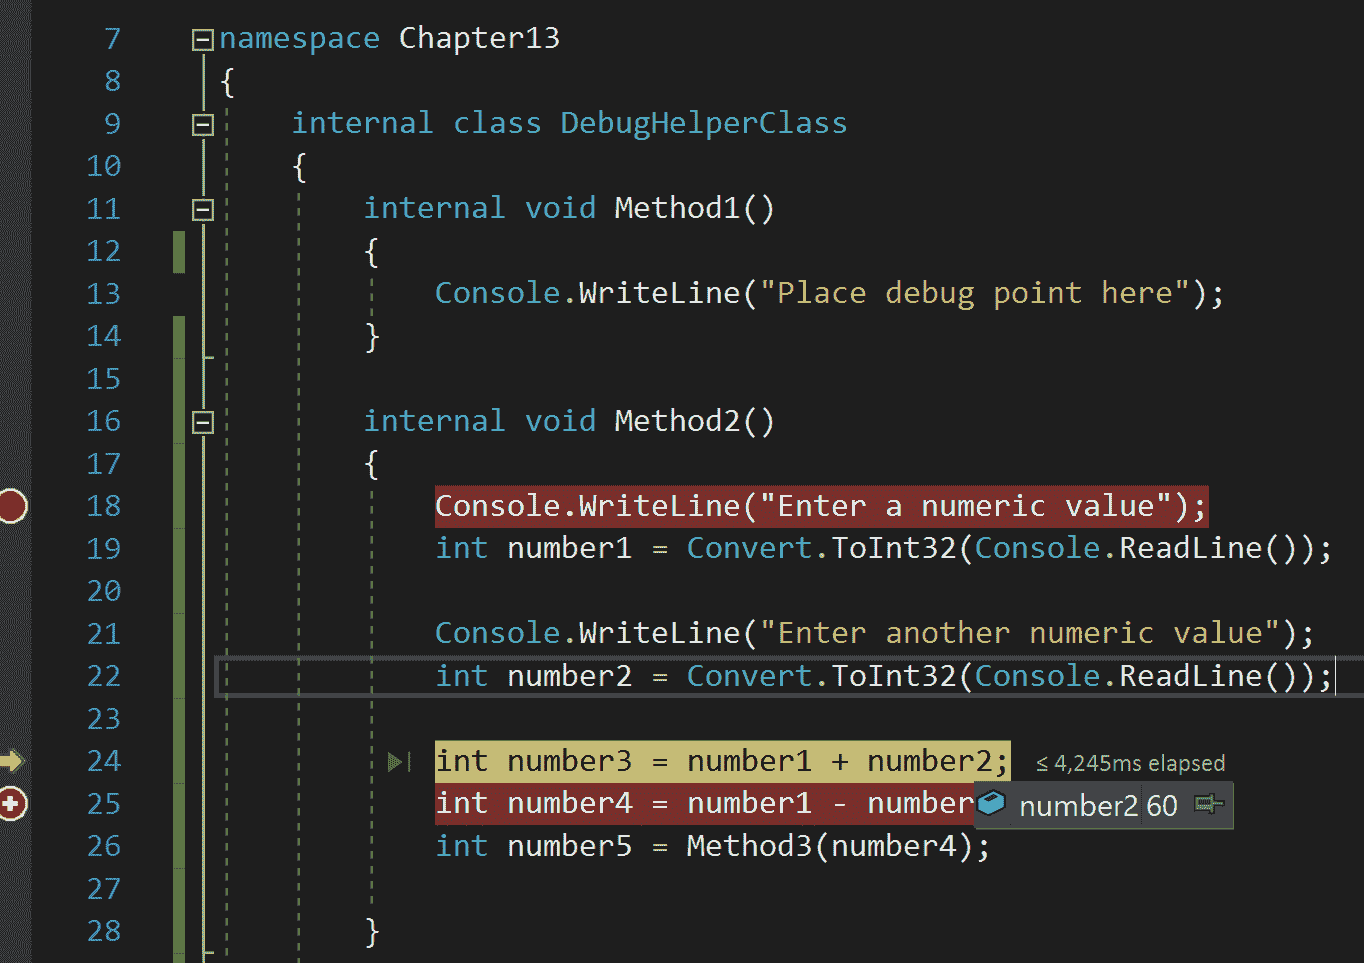 7 namespace Chapter13
8 {
9 internal class DebugHelperClass
10 {
11 internal void Method1()
12 {
13 Console.WriteLine("Place debug point here");
14 }
15
16 internal void Method2()
17 {
18 Console.WriteLine("Enter a numeric value");
19 int number1 = Convert.ToInt32(Console.ReadLine());
20
21 Console.WriteLine("Enter another numeric value");
22 int number2 = Convert.ToInt32(Console.ReadLine());
23
24 int number3 = number1 + number2; ≤ 4,245ms elapsed
25 int number4 = number1 - number number2 60
26 int number5 = Method3(number4);
27
28 }